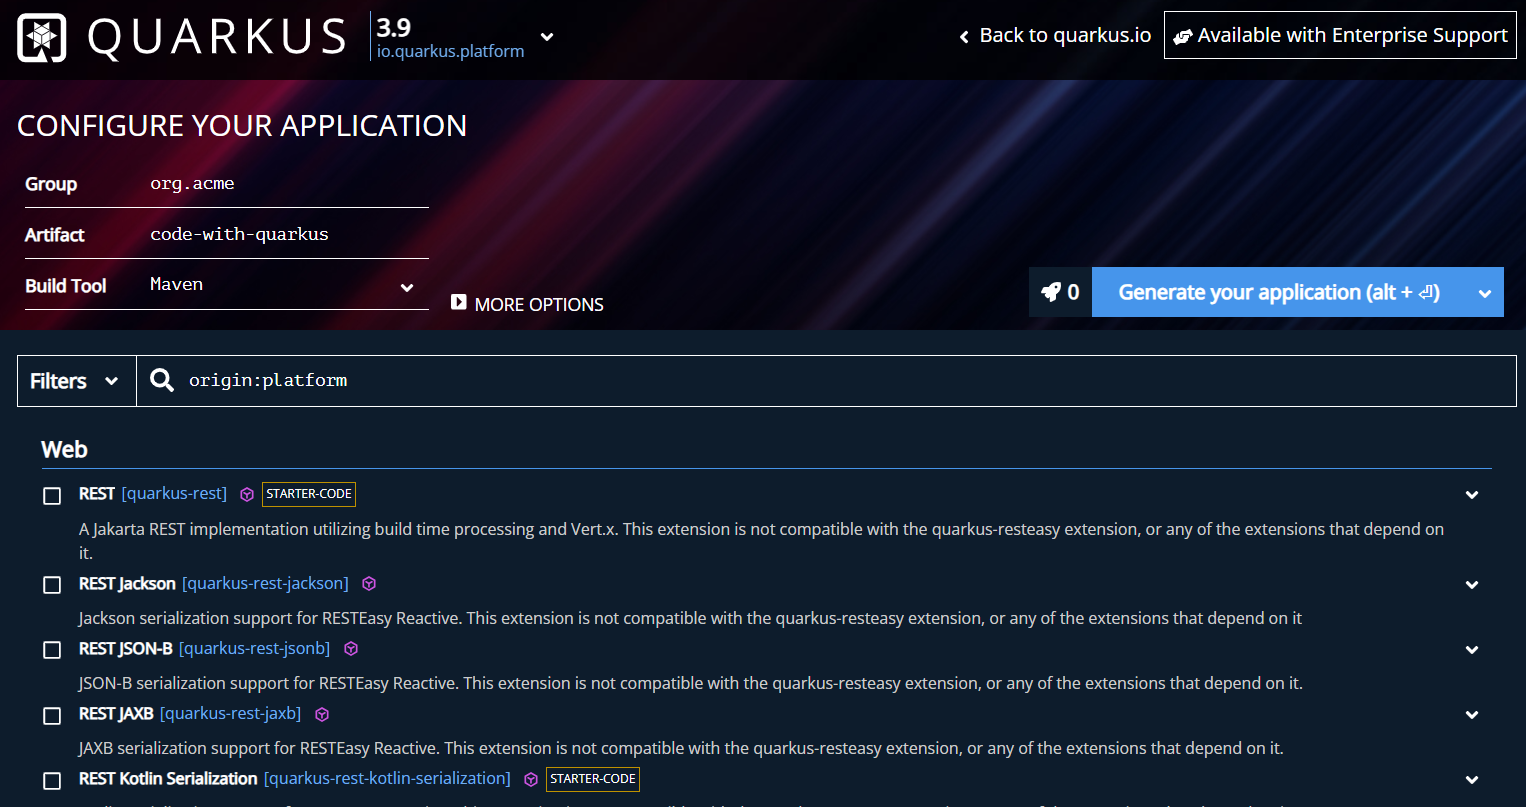 QUARKUS 3.9
io.quarkus.platform
Back to quarkus.io
Available with Enterprise Support
CONFIGURE YOUR APPLICATION
Group org.acme
Artifact code-with-quarkus
Build Tool Maven
MORE OPTIONS
0
Generate your application (alt + ⏎)
Filters
origin:platform
Web
REST [quarkus-rest] STARTER-CODE
A Jakarta REST implementation utilizing build time processing and Vert.x. This extension is not compatible with the quarkus-resteasy extension, or any of the extensions that depend on
it.
REST Jackson [quarkus-rest-jackson]
Jackson serialization support for RESTEasy Reactive. This extension is not compatible with the quarkus-resteasy extension, or any of the extensions that depend on it
REST JSON-B [quarkus-rest-jsonb]
JSON-B serialization support for RESTEasy Reactive. This extension is not compatible with the quarkus-resteasy extension, or any of the extensions that depend on it.
REST JAXB [quarkus-rest-jaxb]
JAXB serialization support for RESTEasy Reactive. This extension is not compatible with the quarkus-resteasy extension, or any of the extensions that depend on it.
REST Kotlin Serialization [quarkus-rest-kotlin-serialization] STARTER-CODE